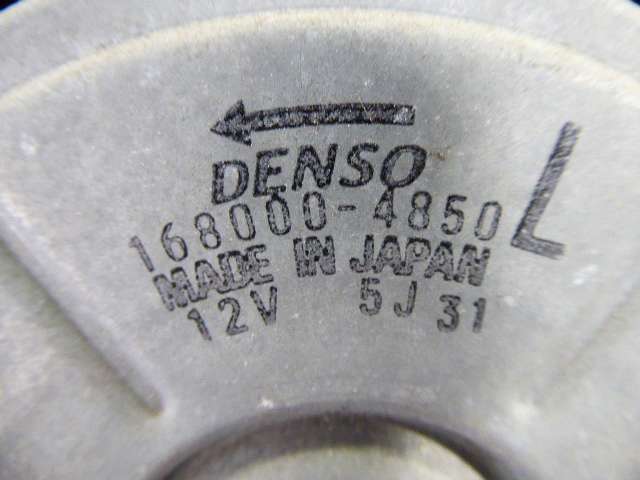 DENSO
168000-4850 L
MADE IN JAPAN
12V 5J 31